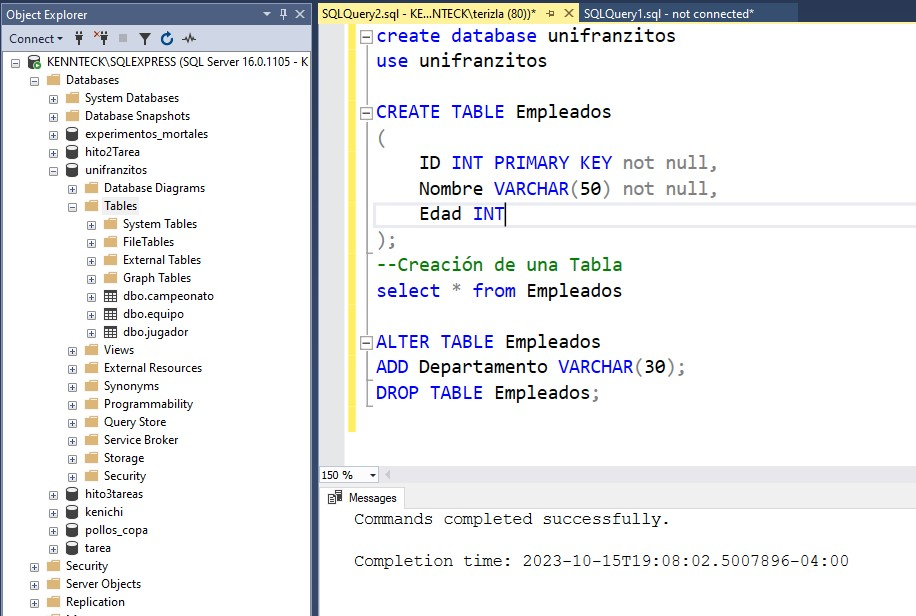 Object Explorer
Connect
KENNTECK\SQLEXPRESS (SQL Server 16.0.1105 - K
Databases
System Databases
Database Snapshots
experimentos_mortales
hito2Tarea
unifranzitos
Database Diagrams
Tables
System Tables
FileTables
External Tables
Graph Tables
dbo.campeonato
dbo.equipo
dbo.jugador
Views
External Resources
Synonyms
Programmability
Query Store
Service Broker
Storage
Security
hito3tareas
kenichi
pollos_copa
tarea
Security
Server Objects
Replication
SQLQuery2.sql - KE...NTECK\terizla (80))*
SQLQuery1.sql - not connected*
create database unifranzitos
use unifranzitos
CREATE TABLE Empleados
(
ID INT PRIMARY KEY not null,
Nombre VARCHAR(50) not null,
Edad INT
);
--Creación de una Tabla
select * from Empleados
ALTER TABLE Empleados
ADD Departamento VARCHAR(30);
DROP TABLE Empleados;
150 %
Messages
Commands completed successfully.
Completion time: 2023-10-15T19:08:02.5007896-04:00